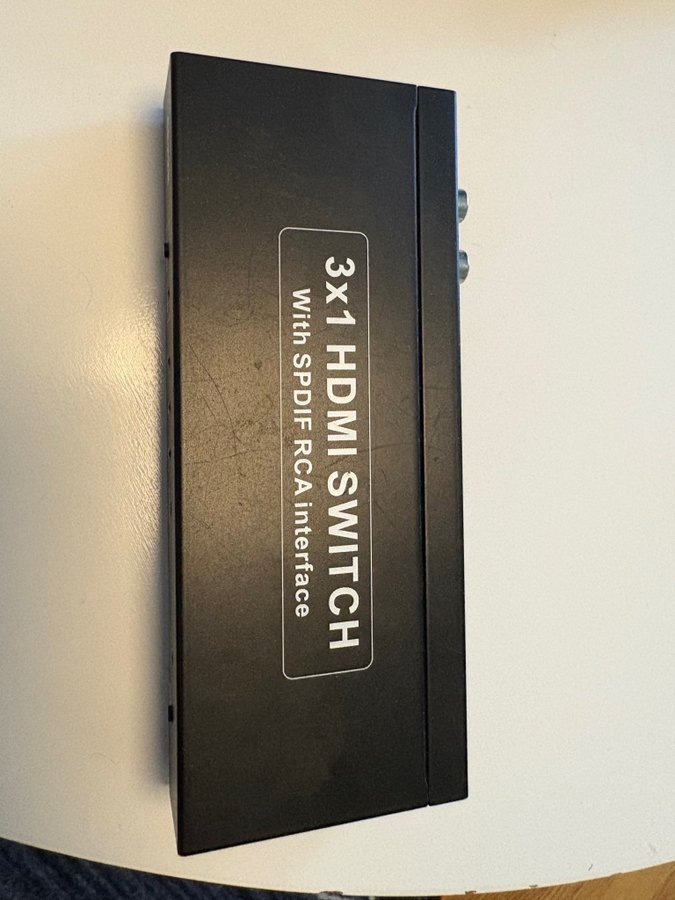 3x1 HDMI SWITCH
With SPDIF RCA interface